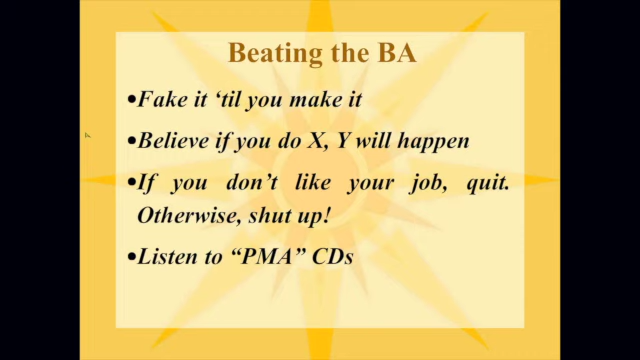 Beating the BA
•Fake it ‘til you make it
•Believe if you do X, Y will happen
•If you don’t like your job, quit.
Otherwise, shut up!
•Listen to “PMA” CDs